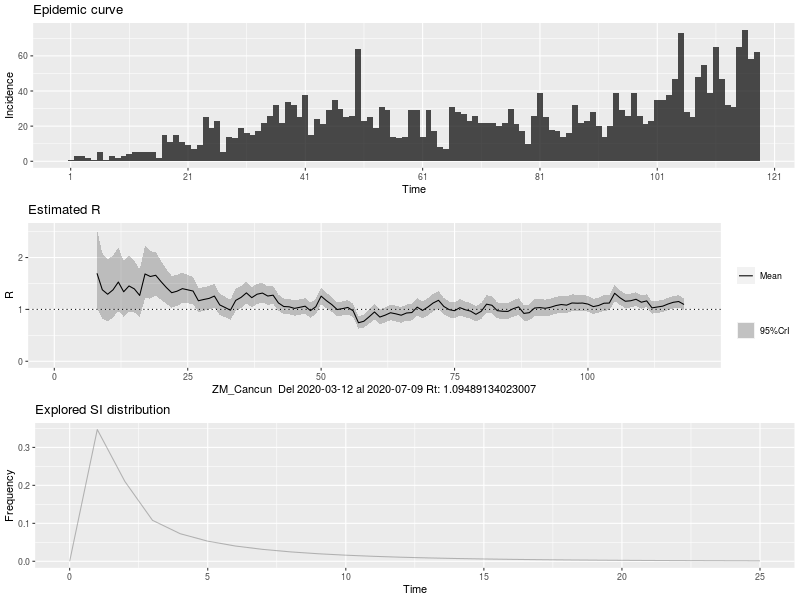 Epidemic curve
60
40
20
0
Incidence
1
21
41
61
81
101
121
Time
Estimated R
2
1
0
R
0
25
50
75
100
ZM_Cancun Del 2020-03-12 al 2020-07-09 Rt: 1.09489134023007
Mean
95%CrI
Explored SI distribution
0.3
0.2
0.1
0.0
Frequency
0
5
10
15
20
25
Time